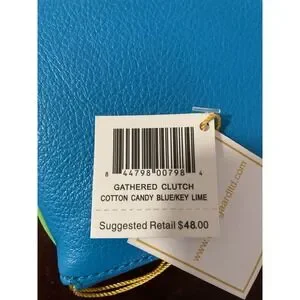 8 44798 00798 4
GATHERED CLUTCH
COTTON CANDY BLUE/KEY LIME
Suggested Retail $48.00